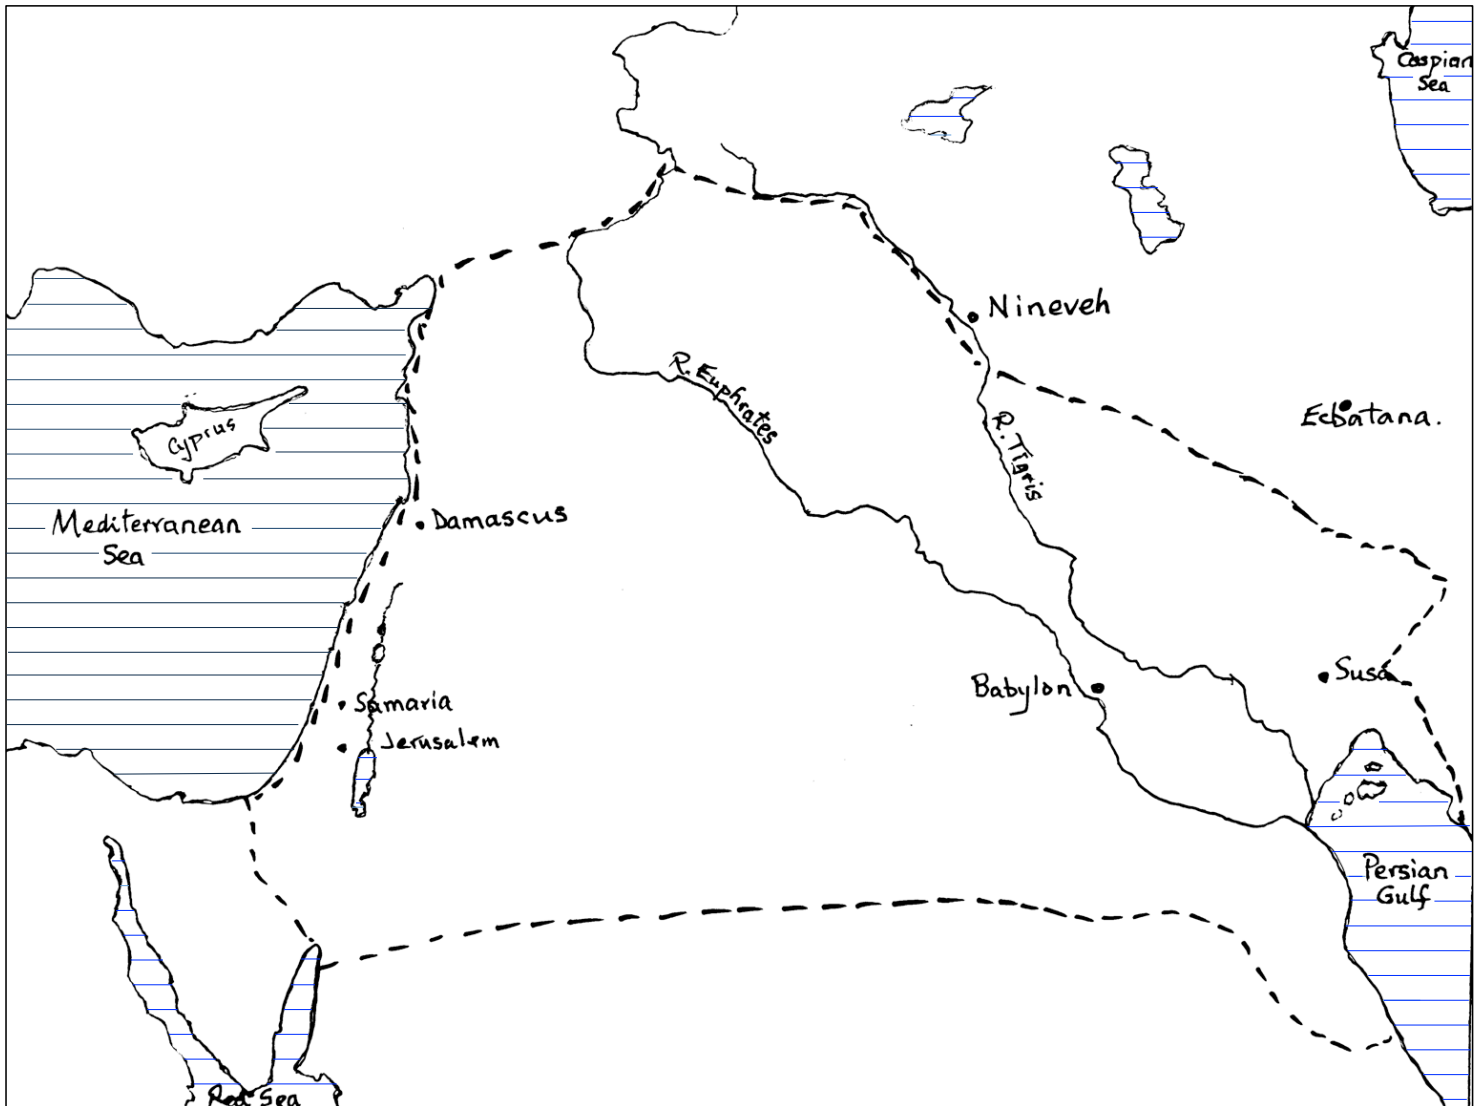 Caspian
Sea
Nineveh
R. Euphrates
Ecbatana.
R. Tigris
Cyprus
Mediterranean
Sea
Damascus
Susa
Babylon
Samaria
Jerusalem
Persian
Gulf
Red Sea